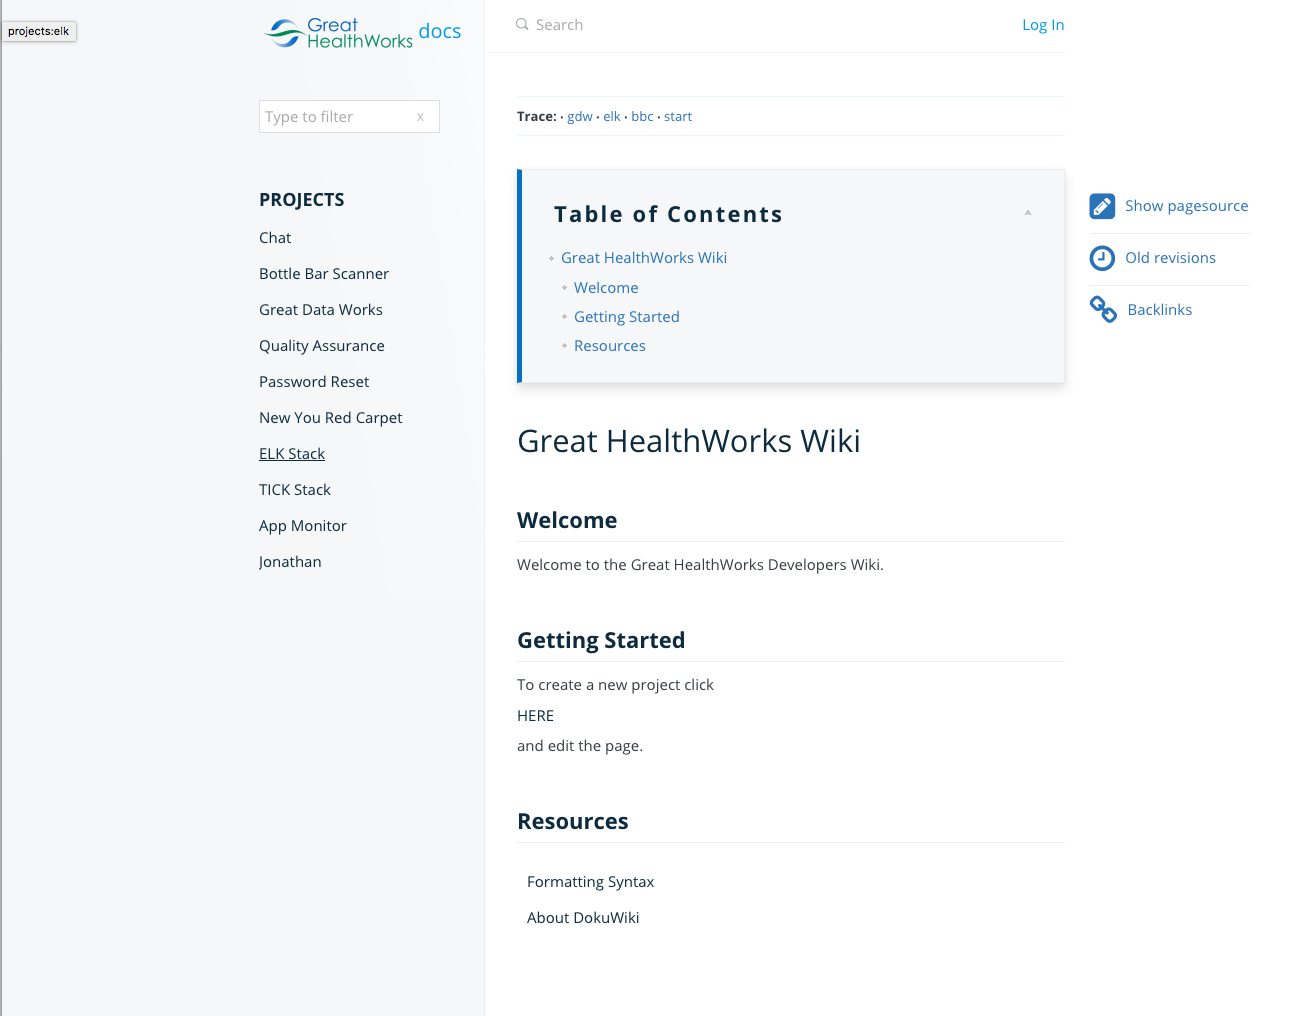 projects:elk
Great
HealthWorks docs
Search
Log In
Type to filter x
Trace: • gdw • elk • bbc • start
PROJECTS
Chat
Bottle Bar Scanner
Great Data Works
Quality Assurance
Password Reset
New You Red Carpet
ELK Stack
TICK Stack
App Monitor
Jonathan
Table of Contents
Great HealthWorks Wiki
Welcome
Getting Started
Resources
Show pagesource
Old revisions
Backlinks
Great HealthWorks Wiki
Welcome
Welcome to the Great HealthWorks Developers Wiki.
Getting Started
To create a new project click
HERE
and edit the page.
Resources
Formatting Syntax
About DokuWiki